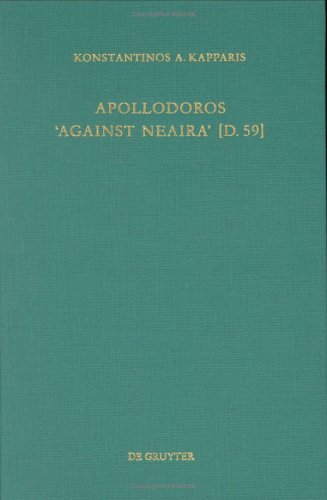 KONSTANTINOS A. KAPPARIS
APOLLODOROS
'AGAINST NEAIRA' [D. 59]
DE GRUYTER